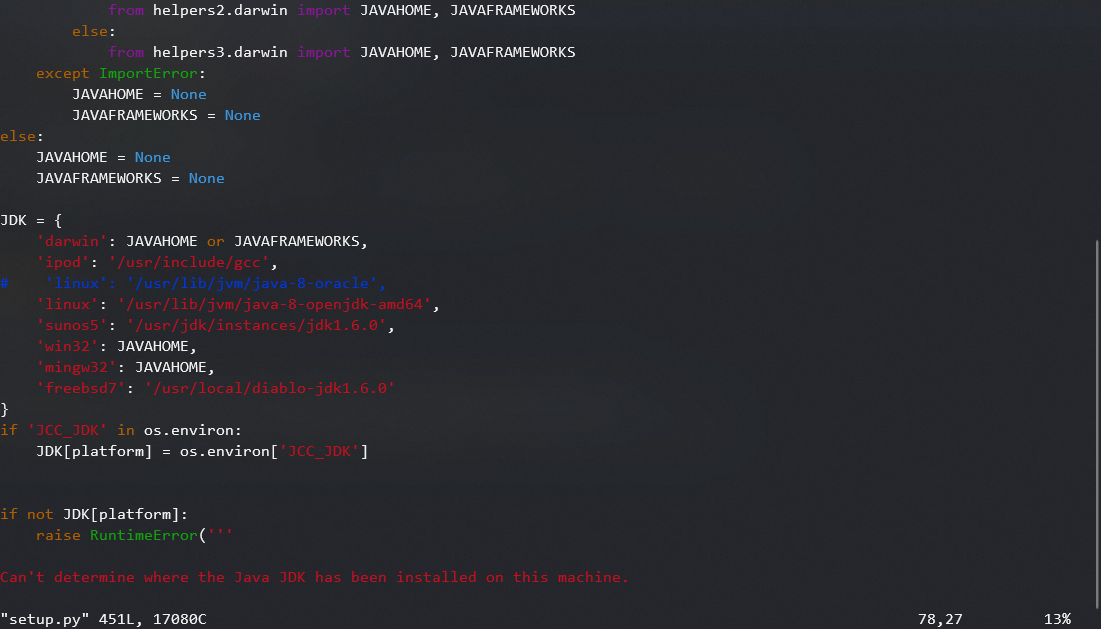 from helpers2.darwin import JAVAHOME, JAVAFRAMEWORKS
        else:
            from helpers3.darwin import JAVAHOME, JAVAFRAMEWORKS
    except ImportError:
        JAVAHOME = None
        JAVAFRAMEWORKS = None
else:
    JAVAHOME = None
    JAVAFRAMEWORKS = None

JDK = {
    'darwin': JAVAHOME or JAVAFRAMEWORKS,
    'ipod': '/usr/include/gcc',
#    'linux': '/usr/lib/jvm/java-8-oracle',
    'linux': '/usr/lib/jvm/java-8-openjdk-amd64',
    'sunos5': '/usr/jdk/instances/jdk1.6.0',
    'win32': JAVAHOME,
    'mingw32': JAVAHOME,
    'freebsd7': '/usr/local/diablo-jdk1.6.0'
}
if 'JCC_JDK' in os.environ:
    JDK[platform] = os.environ['JCC_JDK']


if not JDK[platform]:
    raise RuntimeError('''

Can't determine where the Java JDK has been installed on this machine.

"setup.py" 451L, 17080C 78,27 13%